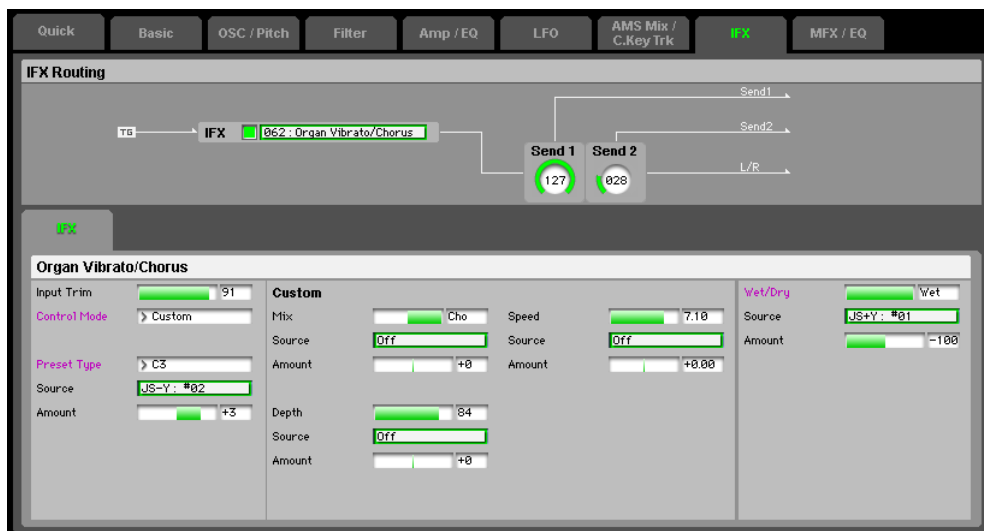 Quick Basic OSC / Pitch Filter Amp / EQ LFO AMS Mix / C.Key Trk IFX MFX / EQ
IFX Routing
Send1
TG IFX 062 : Organ Vibrato/Chorus Send2
Send 1 Send 2
L/R
127 028
IFX
Organ Vibrato/Chorus
Input Trim 91 Custom Wet/Dry Wet
Control Mode > Custom Mix Cho Speed 7.10 Source JS+Y : #01
Source Off Source Off Amount -100
Preset Type > C3 Amount +0 Amount +0.00
Source JS-Y : #02
Amount +3 Depth 84
Source Off
Amount +0